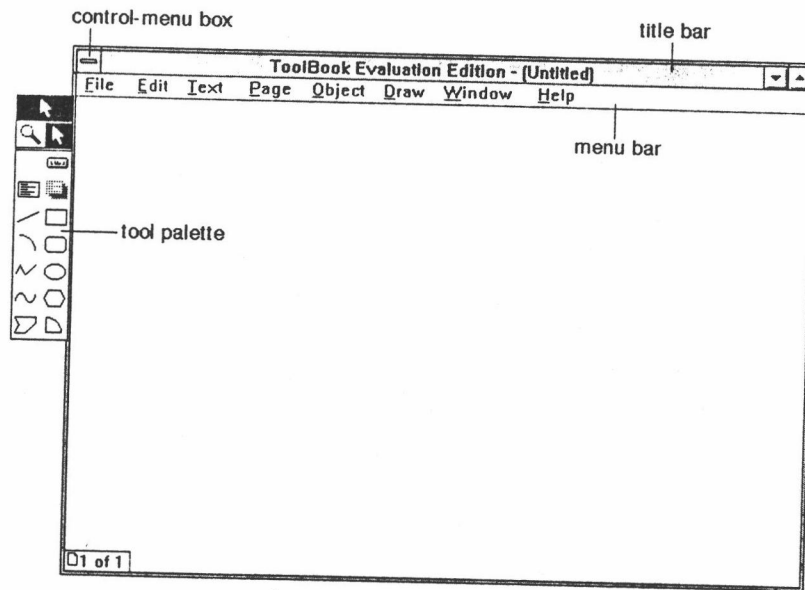 control-menu box
title bar
ToolBook Evaluation Edition - (Untitled)
File Edit Text Page Object Draw Window Help
menu bar
tool palette
1 of 1